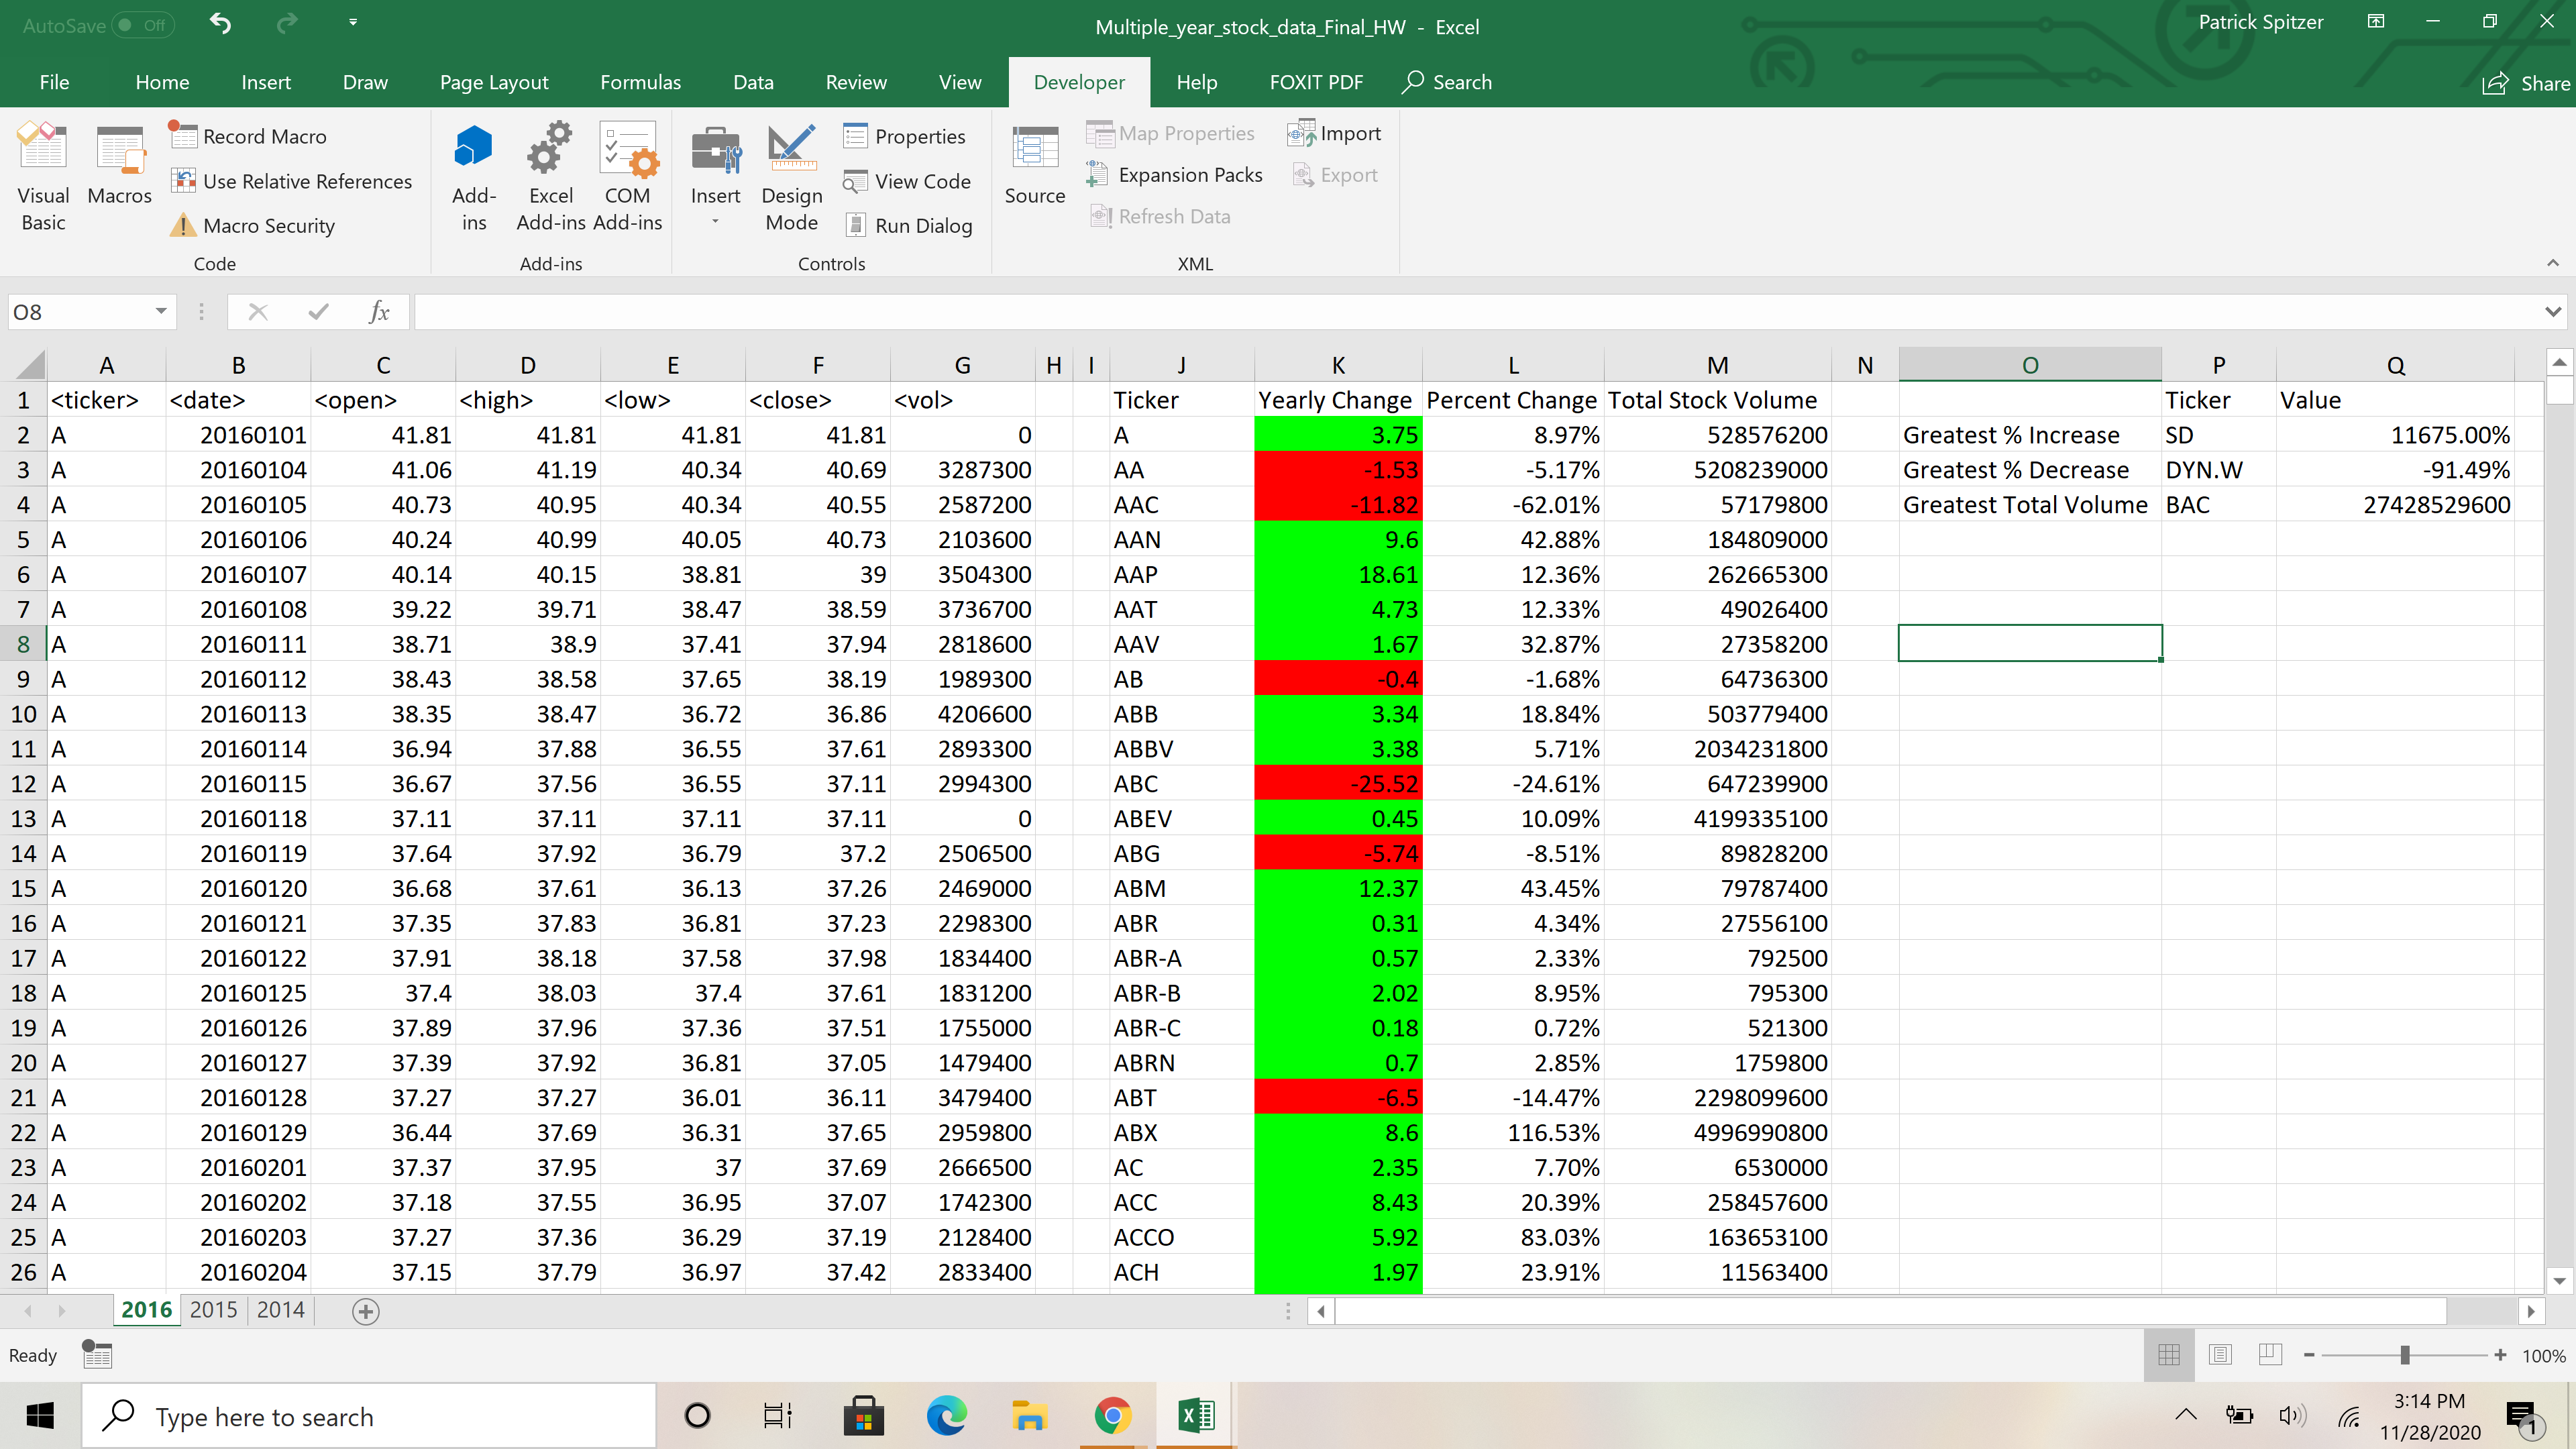 AutoSave Off
Multiple_year_stock_data_Final_HW - Excel
Patrick Spitzer
File Home Insert Draw Page Layout Formulas Data Review View Developer Help FOXIT PDF Search Share
Visual Basic
Macros
Record Macro
Use Relative References
Macro Security
Code
Add-ins
Excel Add-ins
COM Add-ins
Add-ins
Insert
Design Mode
Properties
View Code
Run Dialog
Controls
Source
Map Properties
Expansion Packs
Refresh Data
Import
Export
XML
O8 fx
A B C D E F G H I J K L M N O P Q
1 <ticker> <date> <open> <high> <low> <close> <vol> Ticker Yearly Change Percent Change Total Stock Volume Ticker Value
2 A 20160101 41.81 41.81 41.81 41.81 0 A 3.75 8.97% 528576200 Greatest % Increase SD 11675.00%
3 A 20160104 41.06 41.19 40.34 40.69 3287300 AA -1.53 -5.17% 5208239000 Greatest % Decrease DYN.W -91.49%
4 A 20160105 40.73 40.95 40.34 40.55 2587200 AAC -11.82 -62.01% 57179800 Greatest Total Volume BAC 27428529600
5 A 20160106 40.24 40.99 40.05 40.73 2103600 AAN 9.6 42.88% 184809000
6 A 20160107 40.14 40.15 38.81 39 3504300 AAP 18.61 12.36% 262665300
7 A 20160108 39.22 39.71 38.47 38.59 3736700 AAT 4.73 12.33% 49026400
8 A 20160111 38.71 38.9 37.41 37.94 2818600 AAV 1.67 32.87% 27358200
9 A 20160112 38.43 38.58 37.65 38.19 1989300 AB -0.4 -1.68% 64736300
10 A 20160113 38.35 38.47 36.72 36.86 4206600 ABB 3.34 18.84% 503779400
11 A 20160114 36.94 37.88 36.55 37.61 2893300 ABBV 3.38 5.71% 2034231800
12 A 20160115 36.67 37.56 36.55 37.11 2994300 ABC -25.52 -24.61% 647239900
13 A 20160118 37.11 37.11 37.11 37.11 0 ABEV 0.45 10.09% 4199335100
14 A 20160119 37.64 37.92 36.79 37.2 2506500 ABG -5.74 -8.51% 89828200
15 A 20160120 36.68 37.61 36.13 37.26 2469000 ABM 12.37 43.45% 79787400
16 A 20160121 37.35 37.83 36.81 37.23 2298300 ABR 0.31 4.34% 27556100
17 A 20160122 37.91 38.18 37.58 37.98 1834400 ABR-A 0.57 2.33% 792500
18 A 20160125 37.4 38.03 37.4 37.61 1831200 ABR-B 2.02 8.95% 795300
19 A 20160126 37.89 37.96 37.36 37.51 1755000 ABR-C 0.18 0.72% 521300
20 A 20160127 37.39 37.92 36.81 37.05 1479400 ABRN 0.7 2.85% 1759800
21 A 20160128 37.27 37.27 36.01 36.11 3479400 ABT -6.5 -14.47% 2298099600
22 A 20160129 36.44 37.69 36.31 37.65 2959800 ABX 8.6 116.53% 4996990800
23 A 20160201 37.37 37.95 37 37.69 2666500 AC 2.35 7.70% 6530000
24 A 20160202 37.18 37.55 36.95 37.07 1742300 ACC 8.43 20.39% 258457600
25 A 20160203 37.27 37.36 36.29 37.19 2128400 ACCO 5.92 83.03% 163653100
26 A 20160204 37.15 37.79 36.97 37.42 2833400 ACH 1.97 23.91% 11563400
2016 2015 2014
Ready 100%
Type here to search
3:14 PM
11/28/2020
1